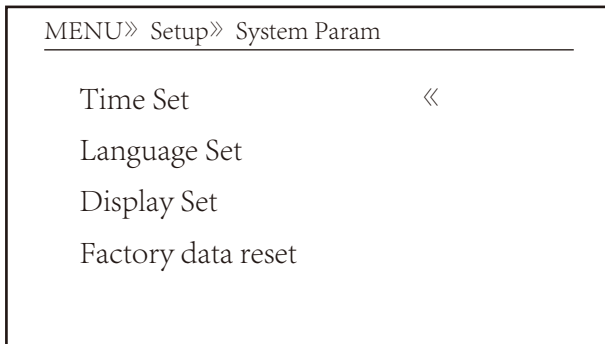 MENU» Setup» System Param
Time Set «
Language Set
Display Set
Factory data reset